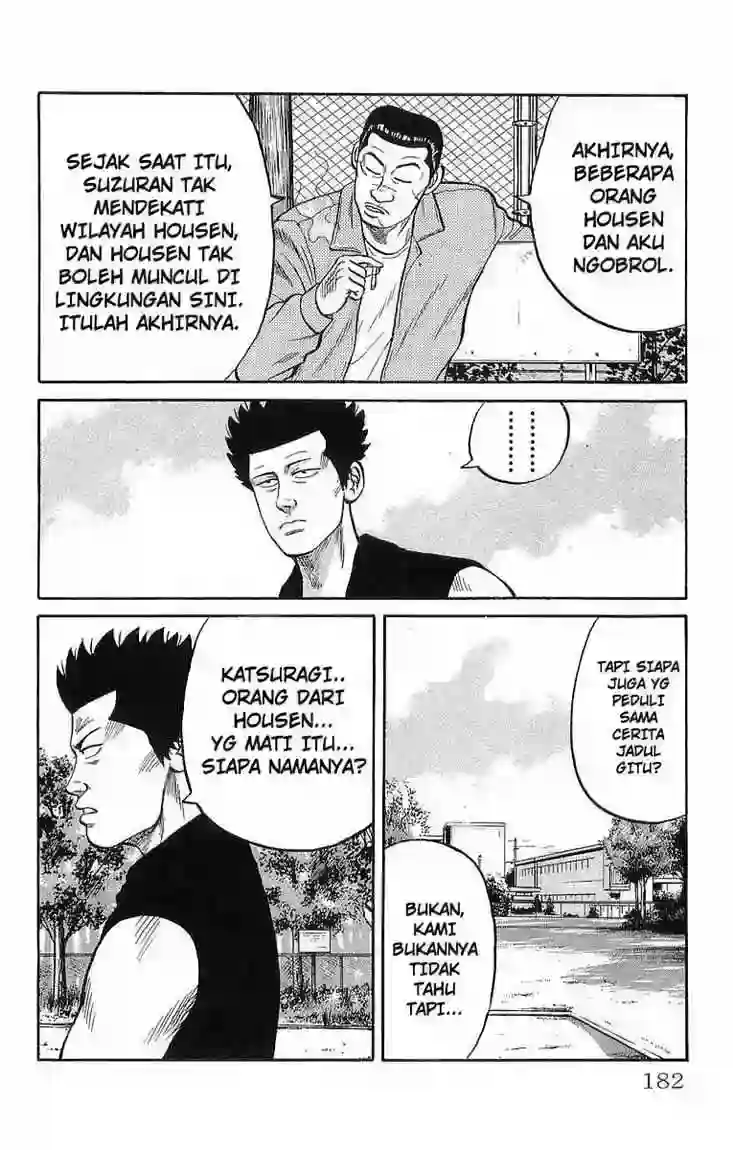 AKHIRNYA,
BEBERAPA
ORANG
HOUSEN
DAN AKU
NGOBROL.
SEJAK SAAT ITU,
SUZURAN TAK
MENDEKATI
WILAYAH HOUSEN,
DAN HOUSEN TAK
BOLEH MUNCUL DI
LINGKUNGAN SINI.
ITULAH AKHIRNYA.
TAPI SIAPA
JUGA YG
PEDULI
SAMA
CERITA
JADUL
GITU?
BUKAN,
KAMI
BUKANNYA
TIDAK
TAHU
TAPI...
KATSURAGI..
ORANG DARI
HOUSEN...
YG MATI ITU...
SIAPA NAMANYA?
182